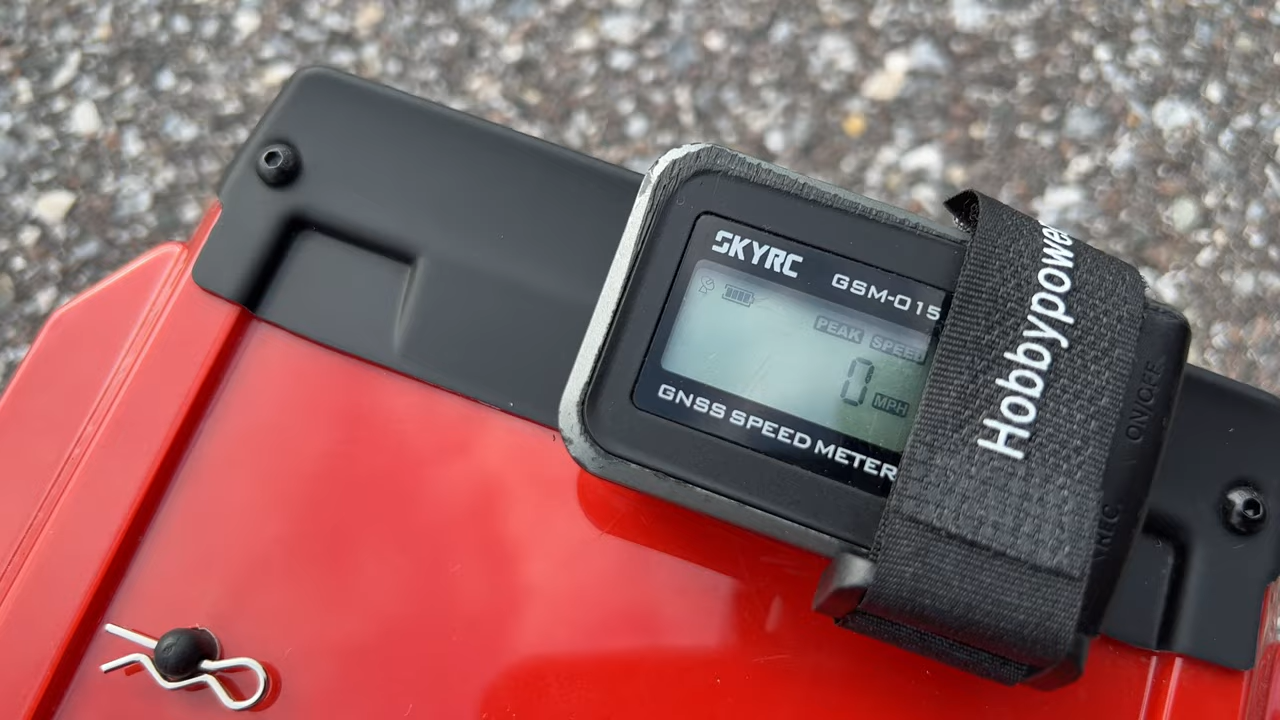 SKYRC
GSM-015
PEAK SPEED
0 MPH
GNSS SPEED METER
Hobbypower
ON/OFF